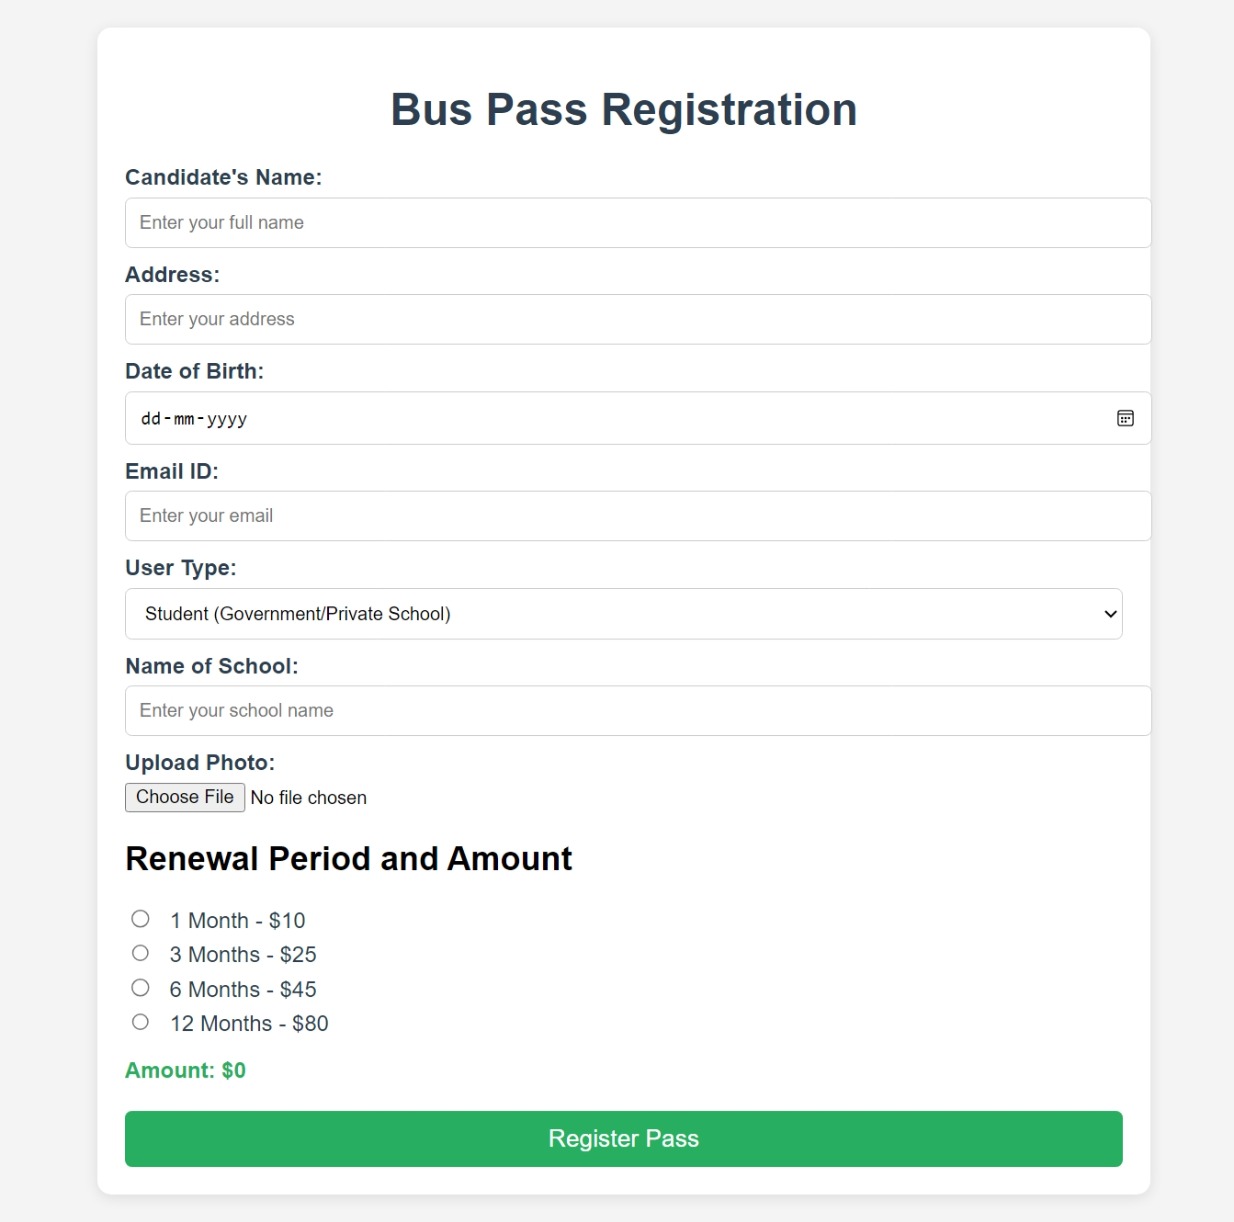 Bus Pass Registration
Candidate's Name:
Enter your full name
Address:
Enter your address
Date of Birth:
dd-mm-yyyy
Email ID:
Enter your email
User Type:
Student (Government/Private School)
Name of School:
Enter your school name
Upload Photo:
Choose File No file chosen
Renewal Period and Amount
1 Month - $10
3 Months - $25
6 Months - $45
12 Months - $80
Amount: $0
Register Pass